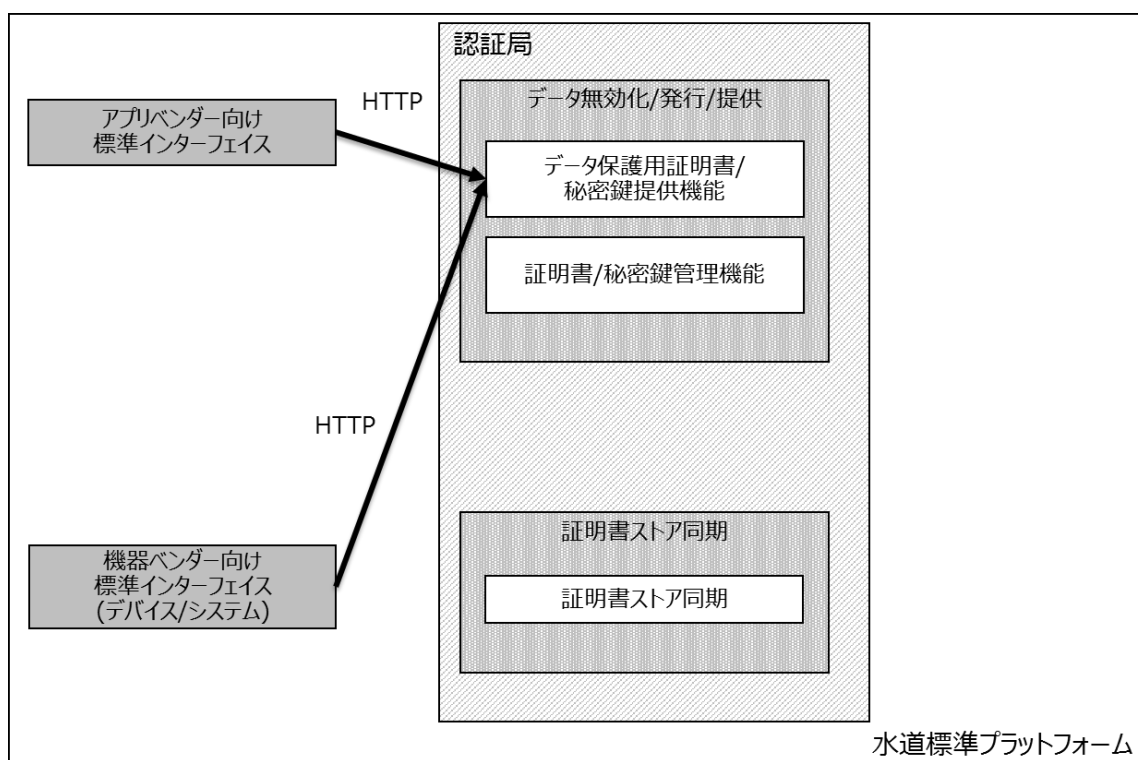 認証局
データ無効化/発行/提供
HTTP
アプリベンダー向け
標準インターフェイス
データ保護用証明書/
秘密鍵提供機能
証明書/秘密鍵管理機能
HTTP
証明書ストア同期
機器ベンダー向け
標準インターフェイス
(デバイス/システム)
証明書ストア同期
水道標準プラットフォーム